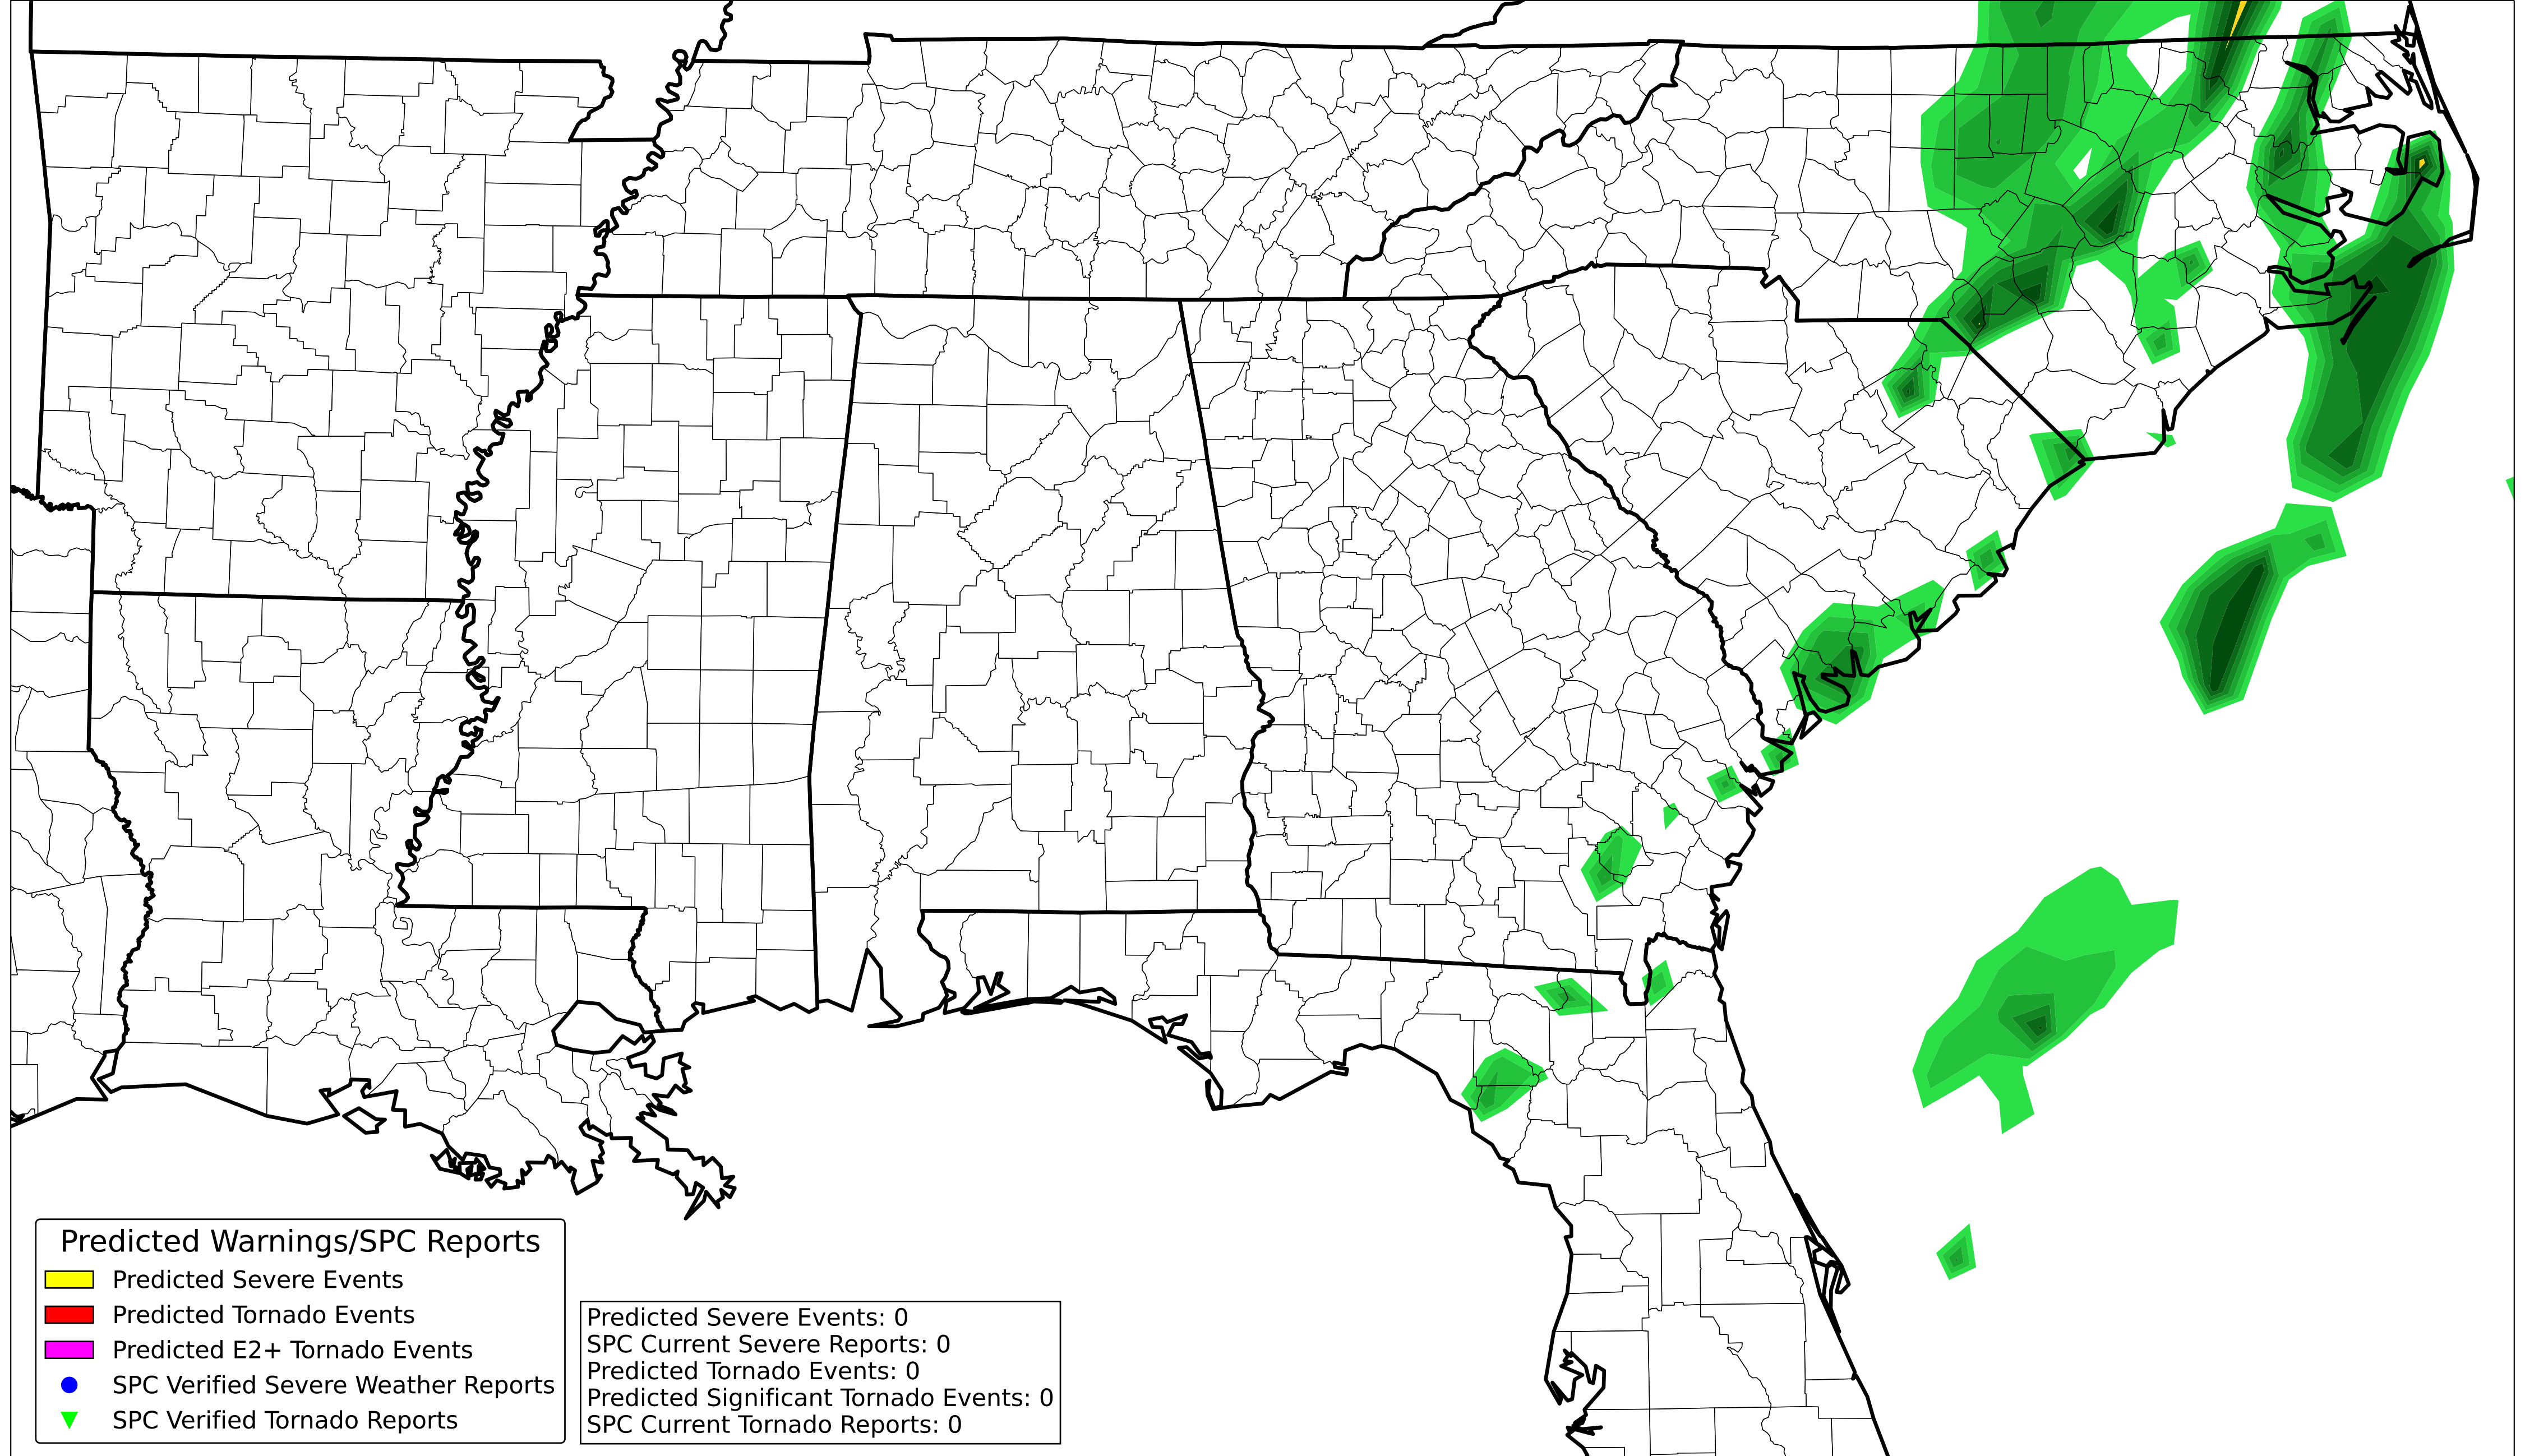 Predicted Warnings/SPC Reports
Predicted Severe Events
Predicted Tornado Events
Predicted E2+ Tornado Events
SPC Verified Severe Weather Reports
SPC Verified Tornado Reports
Predicted Severe Events: 0
SPC Current Severe Reports: 0
Predicted Tornado Events: 0
Predicted Significant Tornado Events: 0
SPC Current Tornado Reports: 0